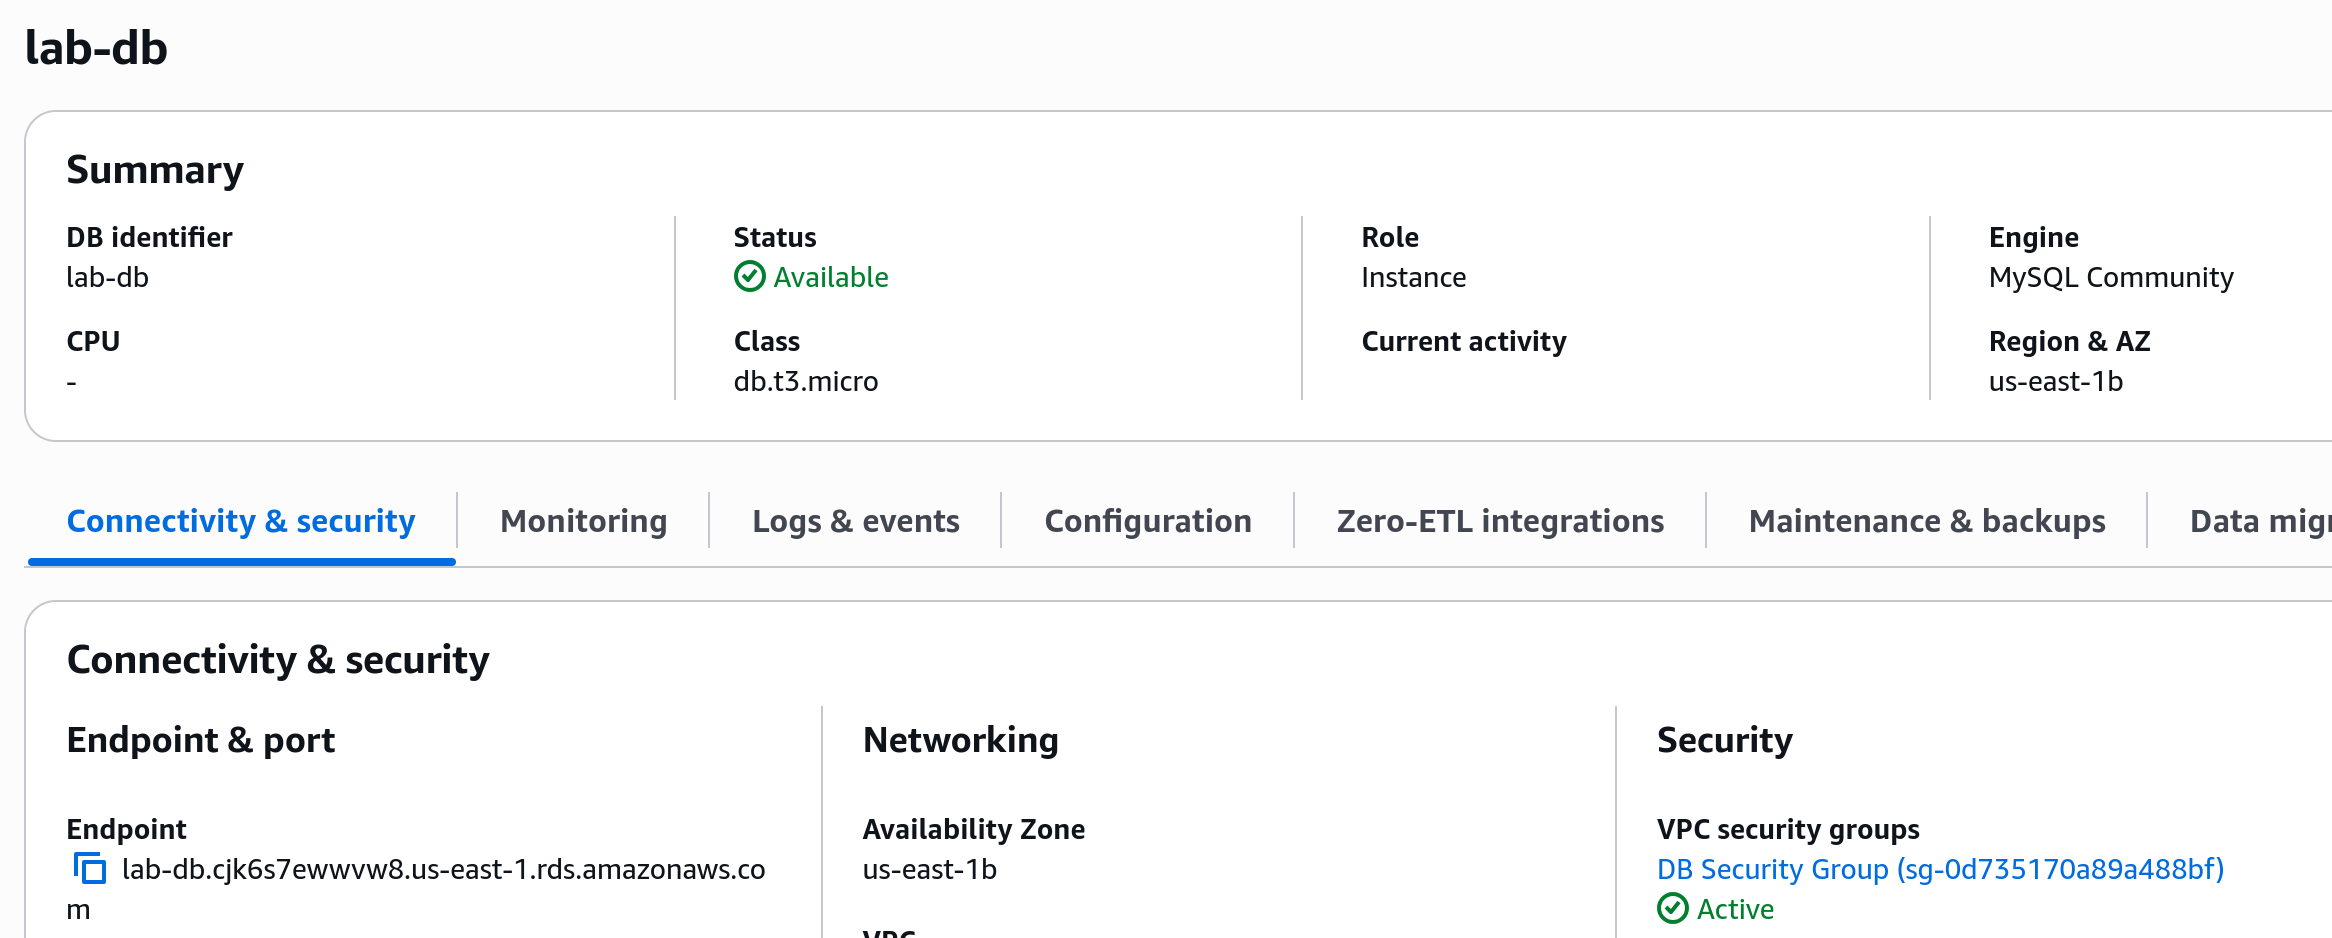 lab-db
Summary
DB identifier
lab-db
Status
Available
Role
Instance
Engine
MySQL Community
CPU
-
Class
db.t3.micro
Current activity
Region & AZ
us-east-1b
Connectivity & security
Monitoring
Logs & events
Configuration
Zero-ETL integrations
Maintenance & backups
Data migr
Connectivity & security
Endpoint & port
Endpoint
lab-db.cjk6s7ewwvw8.us-east-1.rds.amazonaws.co
m
Networking
Availability Zone
us-east-1b
VPC
Security
VPC security groups
DB Security Group (sg-0d735170a89a488bf)
Active